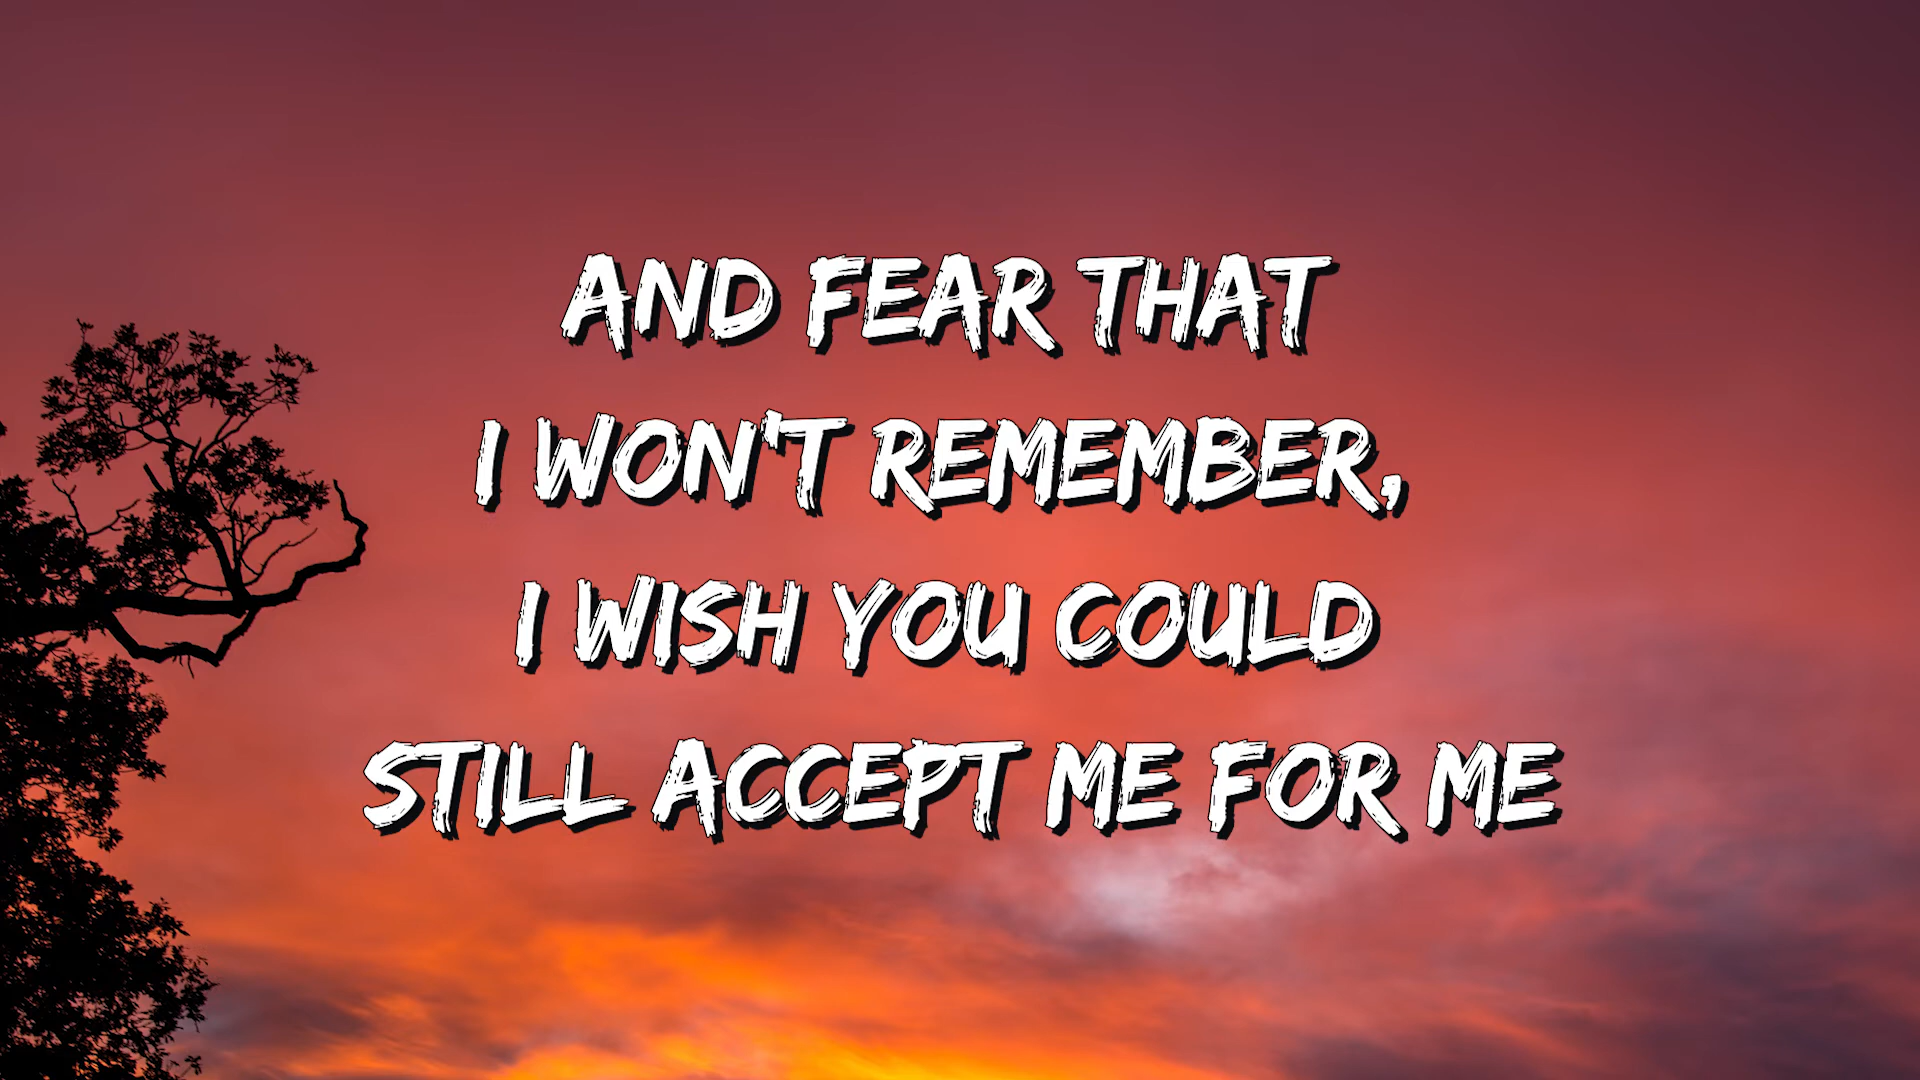 AND FEAR THAT
I WON'T REMEMBER,
I WISH YOU COULD
STILL ACCEPT ME FOR ME